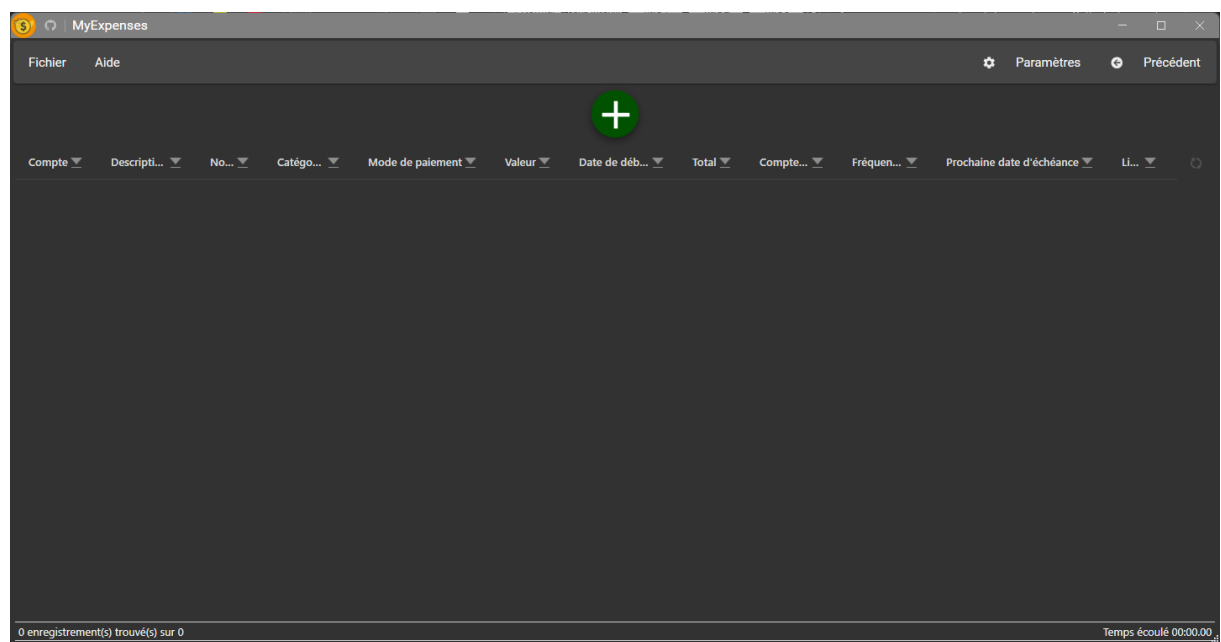 MyExpenses
Fichier Aide Paramètres Précédent
Compte Descripti... No... Catégo... Mode de paiement Valeur Date de déb... Total Compte... Fréquen... Prochaine date d'échéance Li...
0 enregistrement(s) trouvé(s) sur 0 Temps écoulé 00:00.00